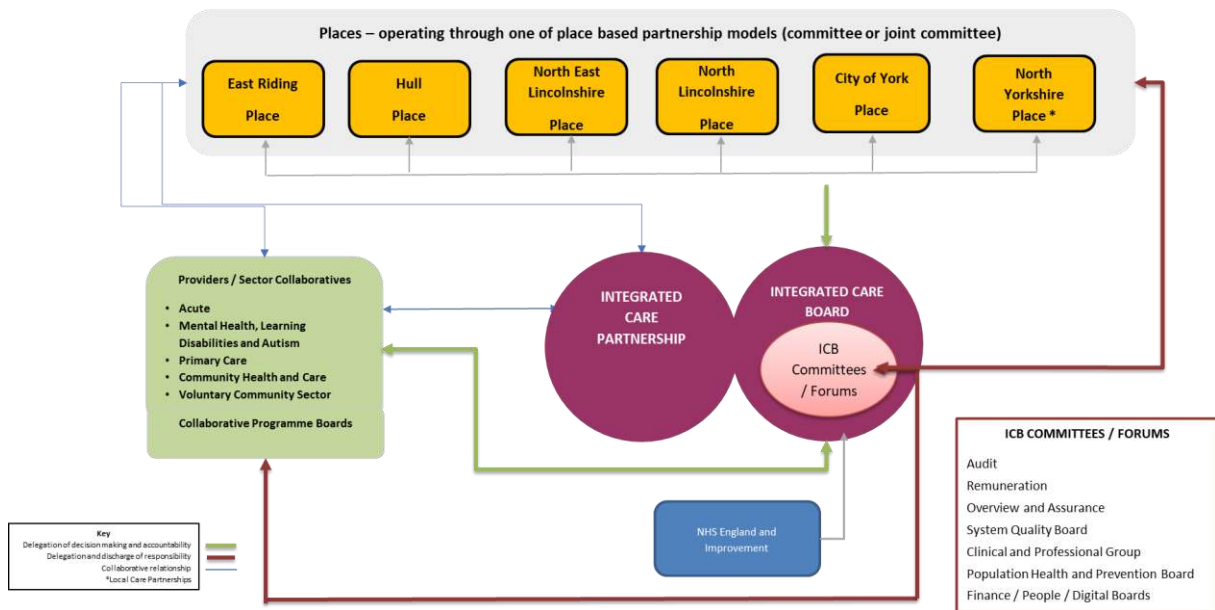 Places – operating through one of place based partnership models (committee or joint committee)
East Riding
Place
Hull
Place
North East
Lincolnshire
Place
North
Lincolnshire
Place
City of York
Place
North
Yorkshire
Place *
Providers / Sector Collaboratives
• Acute
• Mental Health, Learning
Disabilities and Autism
• Primary Care
• Community Health and Care
• Voluntary Community Sector
Collaborative Programme Boards
INTEGRATED
CARE
PARTNERSHIP
INTEGRATED CARE
BOARD
ICB
Committees
/ Forums
NHS England and
Improvement
ICB COMMITTEES / FORUMS
Audit
Remuneration
Overview and Assurance
System Quality Board
Clinical and Professional Group
Population Health and Prevention Board
Finance / People / Digital Boards
Key
Delegation of decision making and accountability
Delegation and discharge of responsibility
Collaborative relationship
*Local Care Partnerships